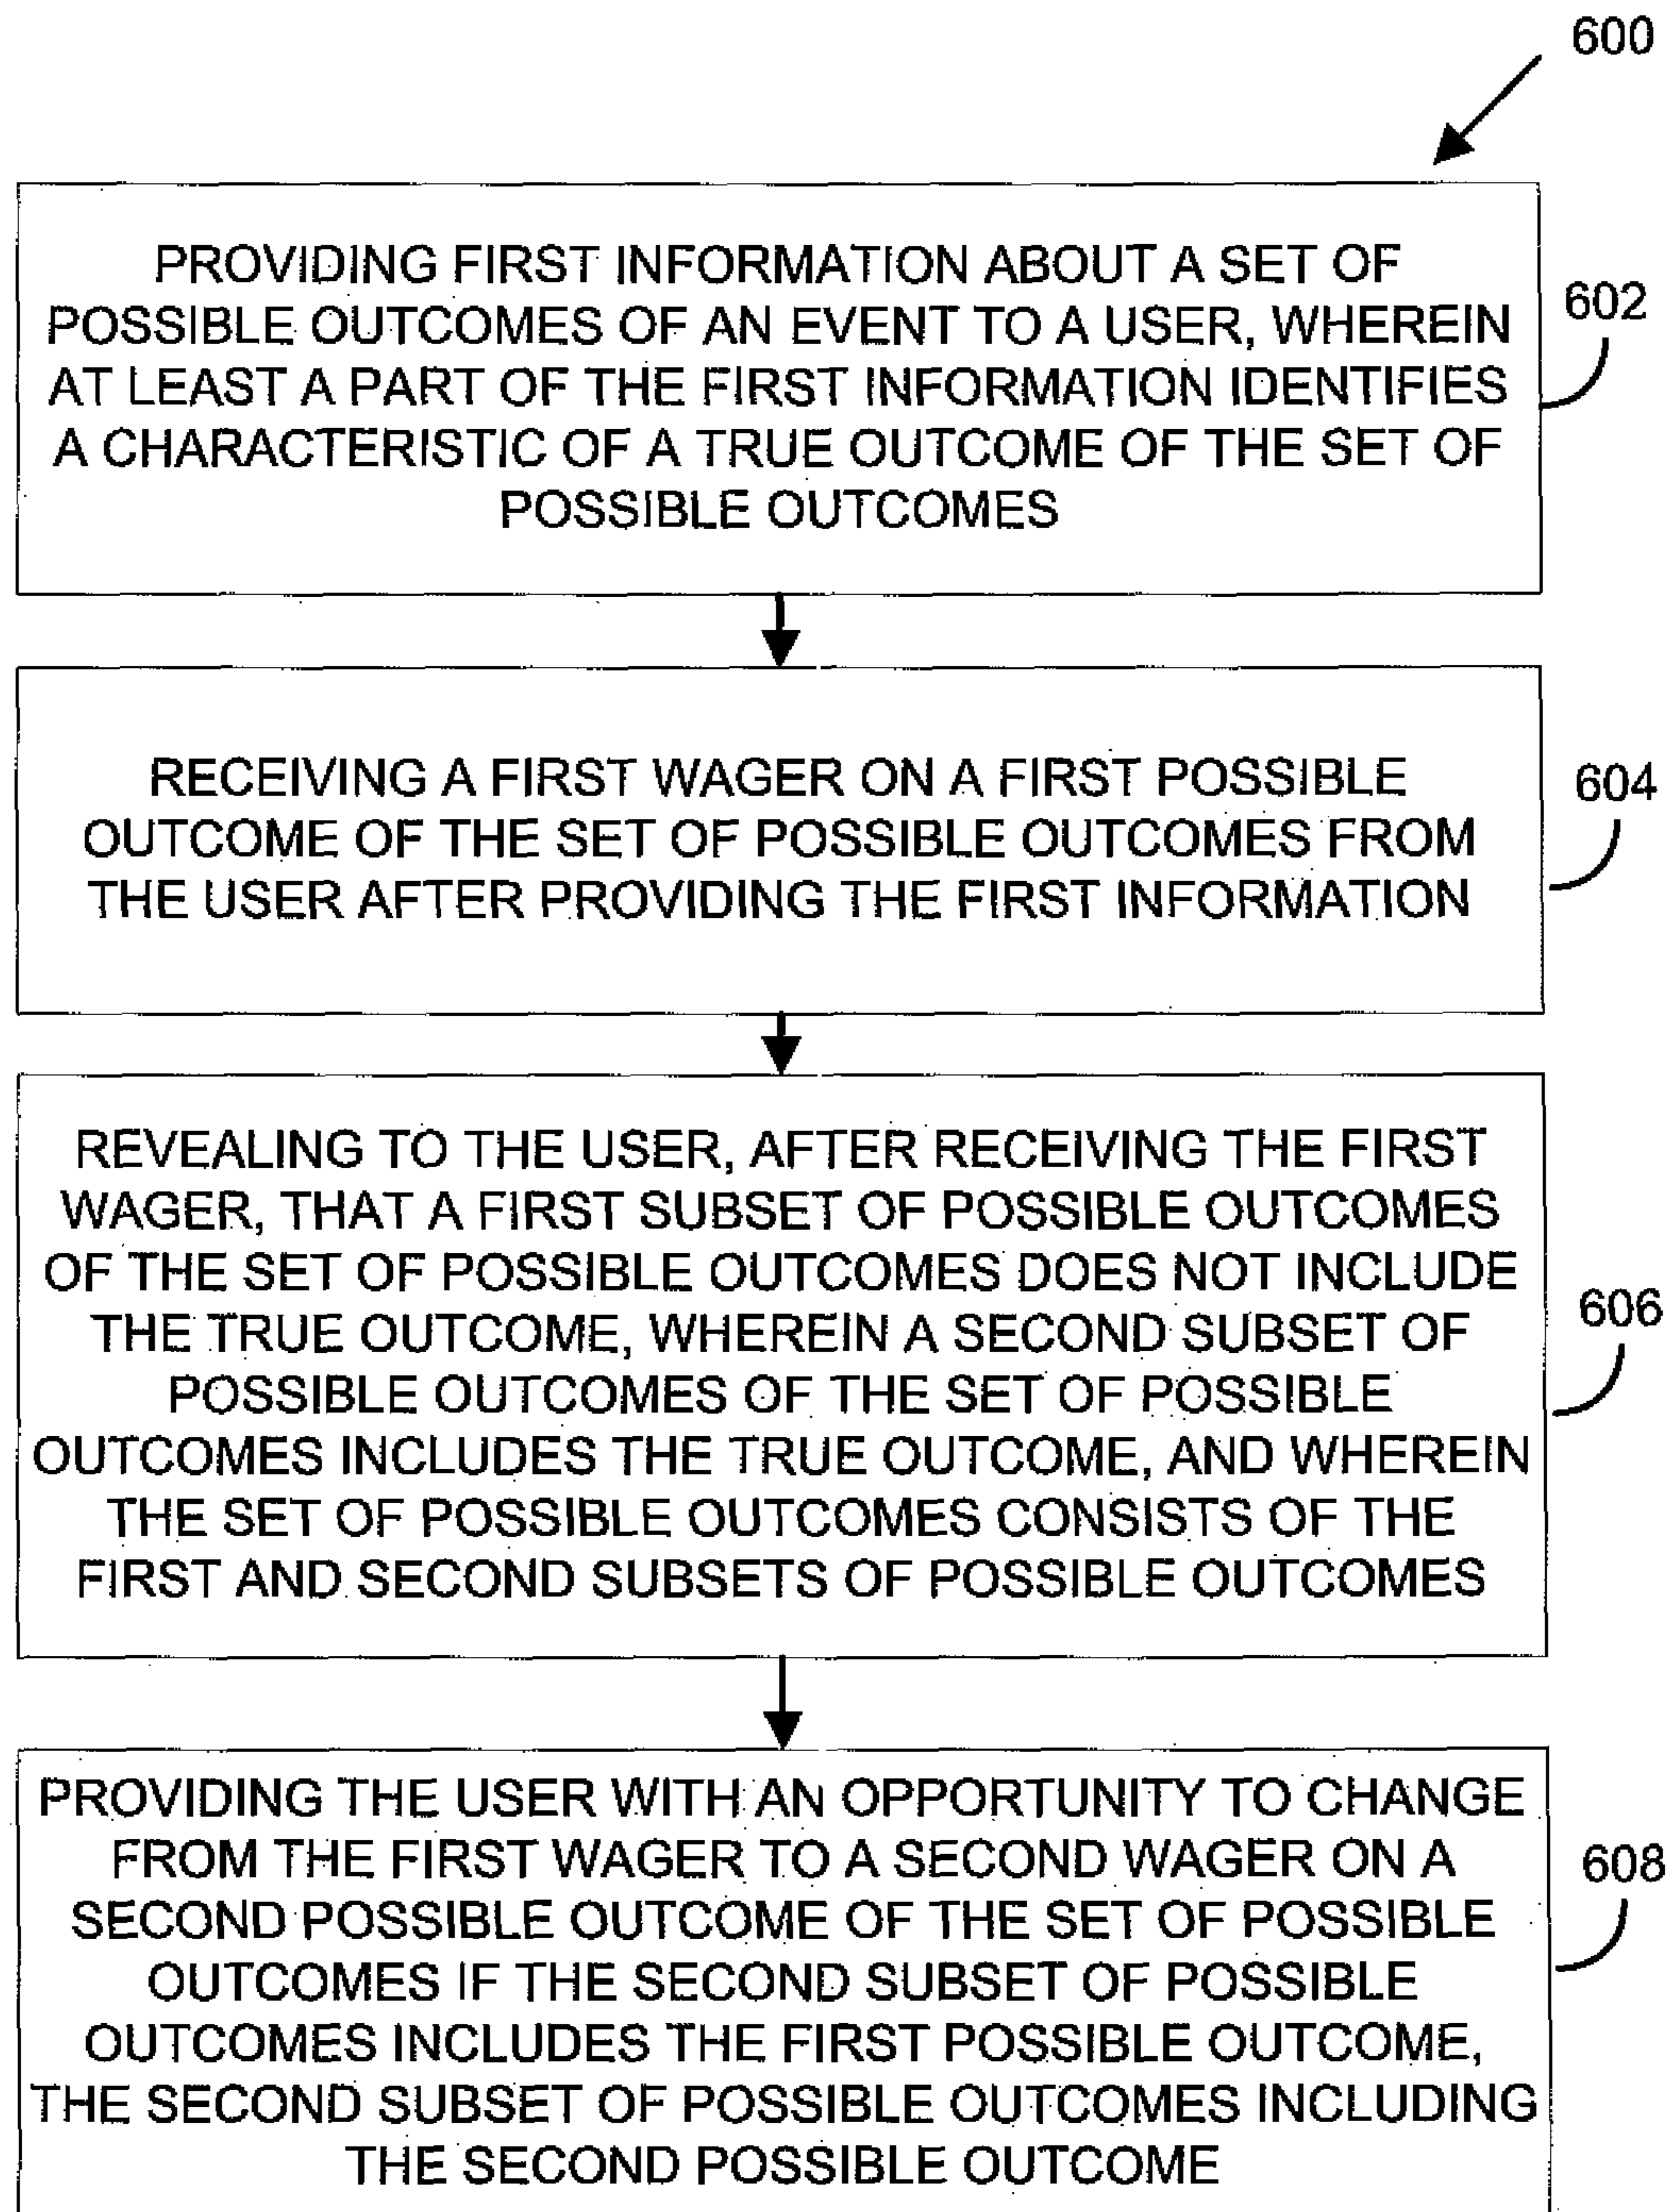 600
PROVIDING FIRST INFORMATION ABOUT A SET OF
POSSIBLE OUTCOMES OF AN EVENT TO A USER, WHEREIN
AT LEAST A PART OF THE FIRST INFORMATION IDENTIFIES
A CHARACTERISTIC OF A TRUE OUTCOME OF THE SET OF
POSSIBLE OUTCOMES
602
RECEIVING A FIRST WAGER ON A FIRST POSSIBLE
OUTCOME OF THE SET OF POSSIBLE OUTCOMES FROM
THE USER AFTER PROVIDING THE FIRST INFORMATION
604
REVEALING TO THE USER, AFTER RECEIVING THE FIRST
WAGER, THAT A FIRST SUBSET OF POSSIBLE OUTCOMES
OF THE SET OF POSSIBLE OUTCOMES DOES NOT INCLUDE
THE TRUE OUTCOME, WHEREIN A SECOND SUBSET OF
POSSIBLE OUTCOMES OF THE SET OF POSSIBLE
OUTCOMES INCLUDES THE TRUE OUTCOME, AND WHEREIN
THE SET OF POSSIBLE OUTCOMES CONSISTS OF THE
FIRST AND SECOND SUBSETS OF POSSIBLE OUTCOMES
606
PROVIDING THE USER WITH AN OPPORTUNITY TO CHANGE
FROM THE FIRST WAGER TO A SECOND WAGER ON A
SECOND POSSIBLE OUTCOME OF THE SET OF POSSIBLE
OUTCOMES IF THE SECOND SUBSET OF POSSIBLE
OUTCOMES INCLUDES THE FIRST POSSIBLE OUTCOME,
THE SECOND SUBSET OF POSSIBLE OUTCOMES INCLUDING
THE SECOND POSSIBLE OUTCOME
608